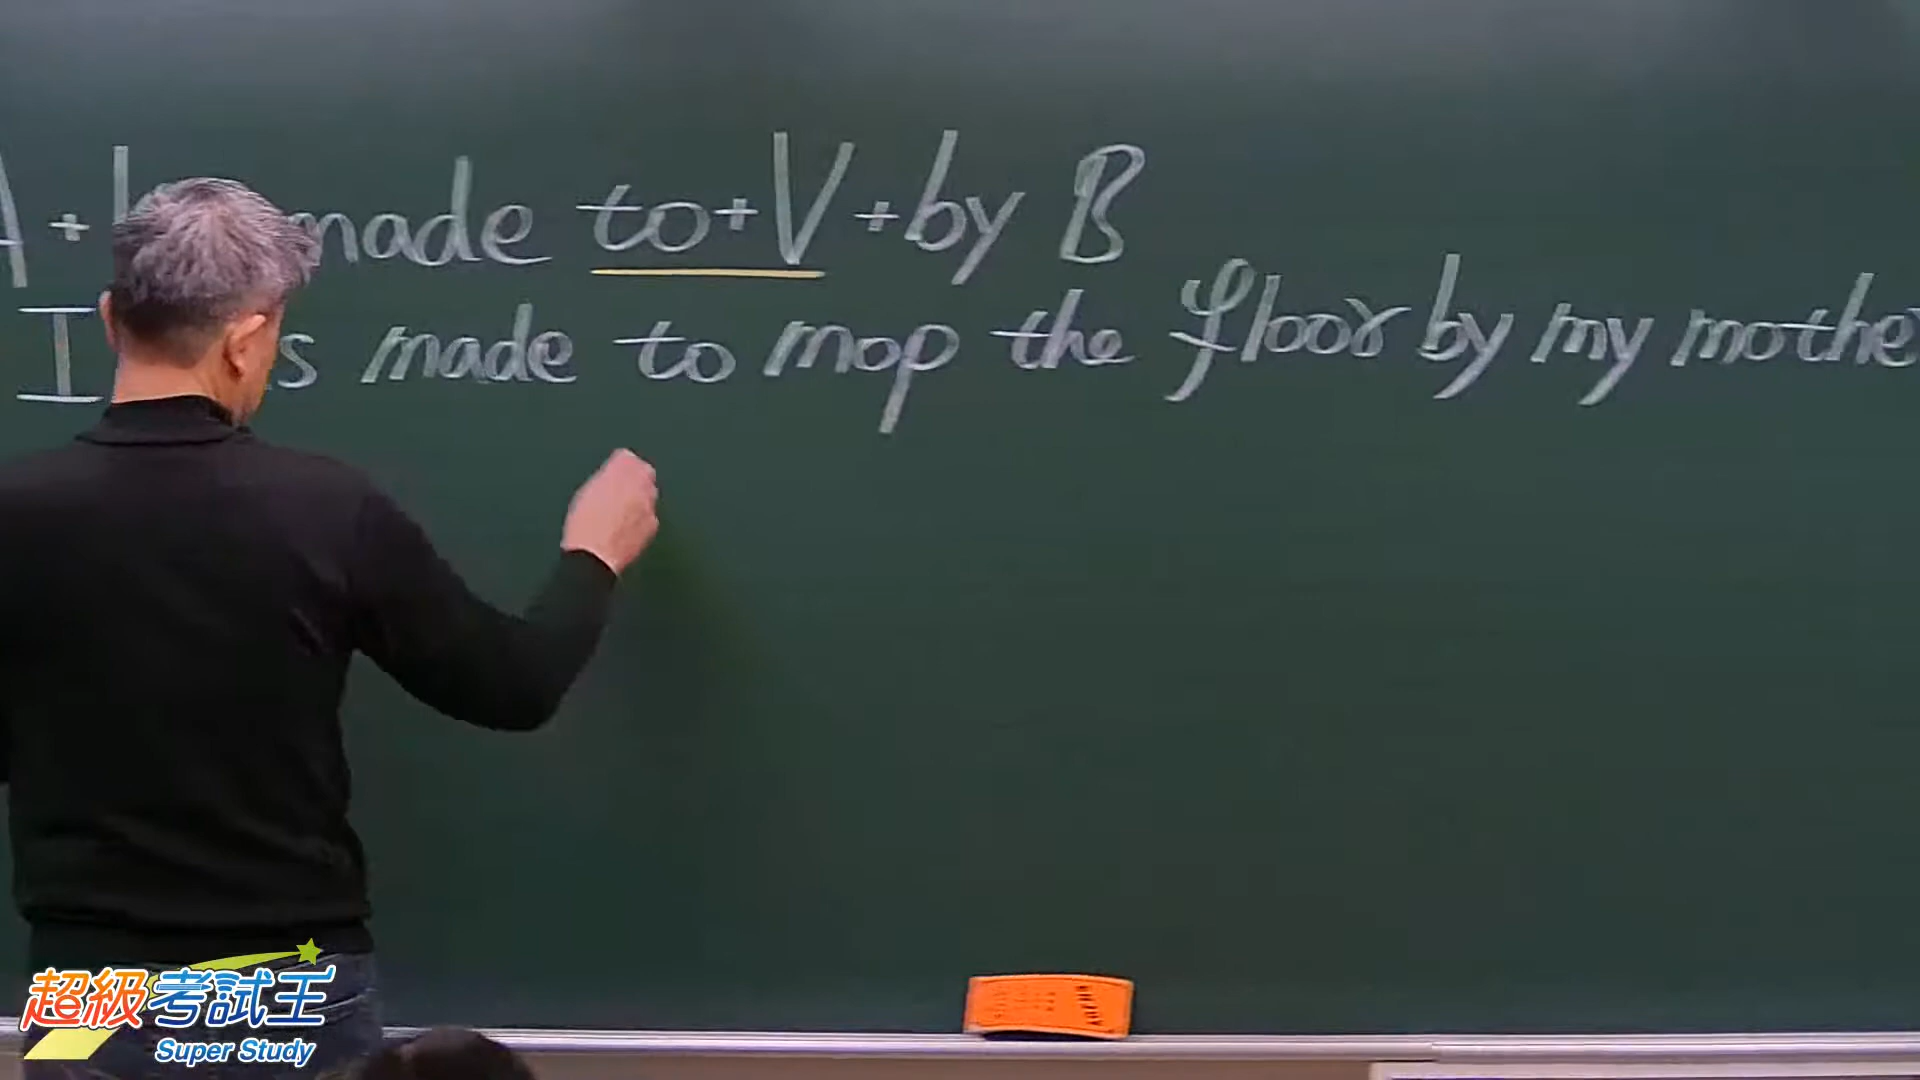 A + made to + V + by B
I made to mop the floor by my mothe
超級考試王
Super Study